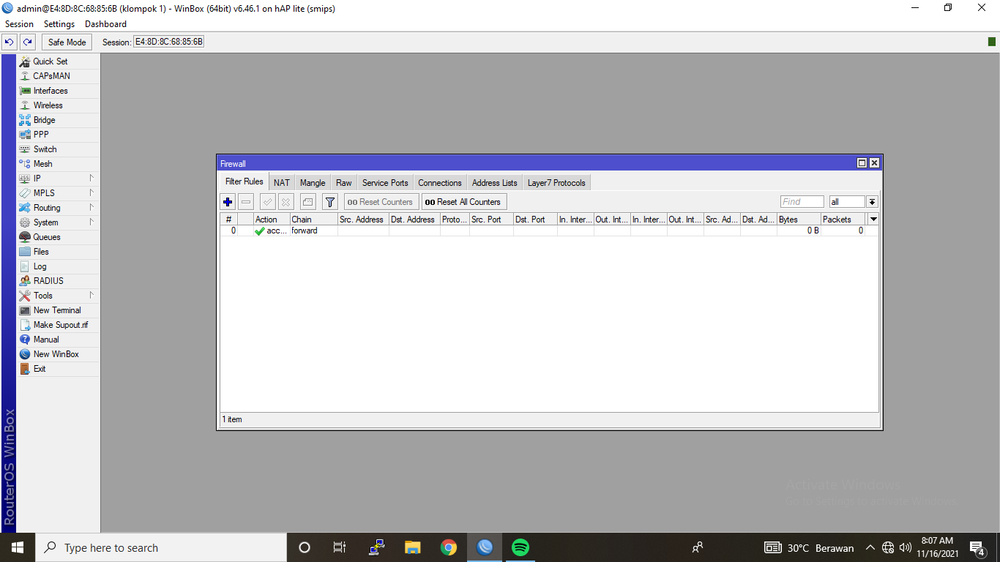 admin@E4:8D:8C:68:85:6B (klompok 1) - WinBox (64bit) v6.46.1 on hAP lite (smips)
Session Settings Dashboard
Safe Mode Session: E4:8D:8C:68:85:6B
Quick Set
CAPsMAN
Interfaces
Wireless
Bridge
PPP
Switch
Mesh
IP
MPLS
Routing
System
Queues
Files
Log
RADIUS
Tools
New Terminal
Make Supout.rif
Manual
New WinBox
Exit
RouterOS WinBox
Firewall
Filter Rules NAT Mangle Raw Service Ports Connections Address Lists Layer7 Protocols
00 Reset Counters 00 Reset All Counters Find all
# Action Chain Src. Address Dst. Address Proto... Src. Port Dst. Port In. Inter... Out. Int... In. Inter... Out. Int... Src. Ad... Dst. Ad... Bytes Packets
0 acc... forward 0 B 0
1 item
Activate Windows
Go to Settings to activate Windows.
Type here to search
30°C Berawan
8:07 AM
11/16/2021
4